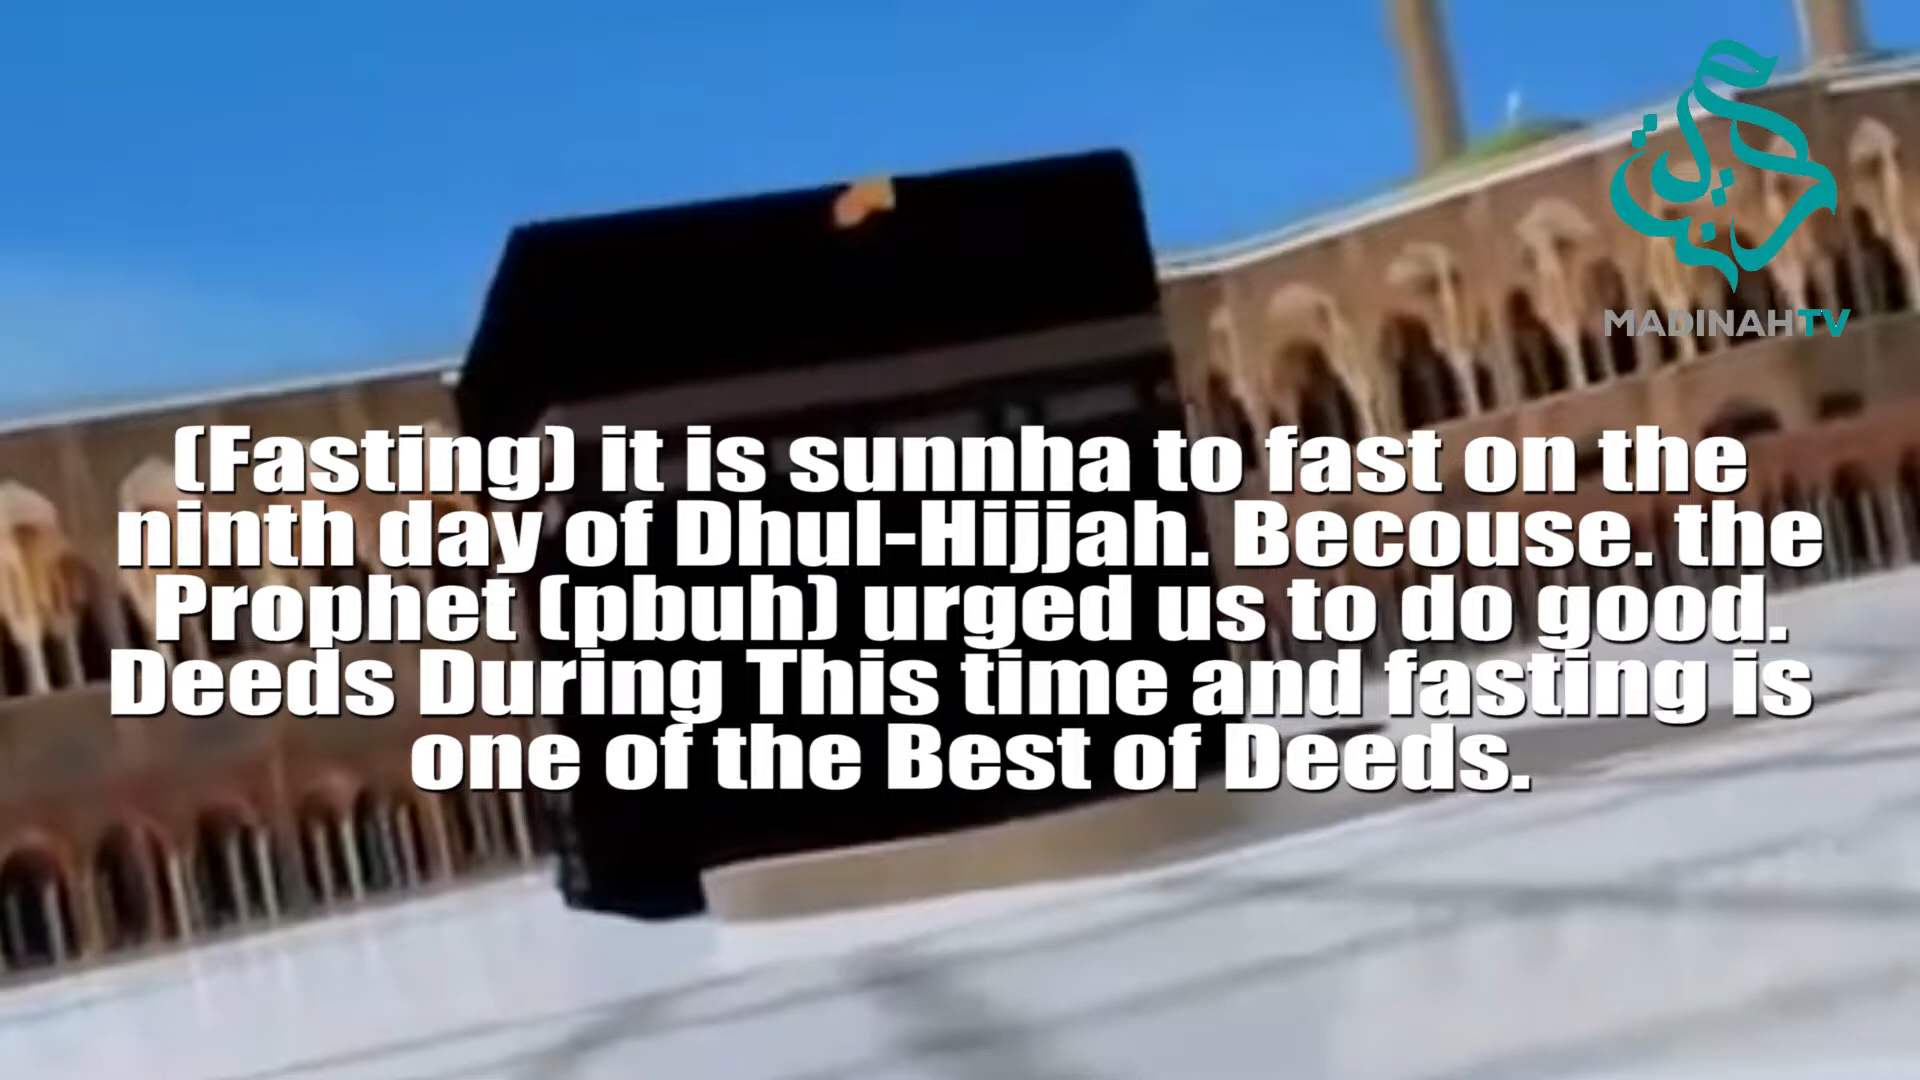 MADINAHTV
(Fasting) it is sunnha to fast on the
ninth day of Dhul-Hijjah. Becouse. the
Prophet (pbuh) urged us to do good.
Deeds During This time and fasting is
one of the Best of Deeds.